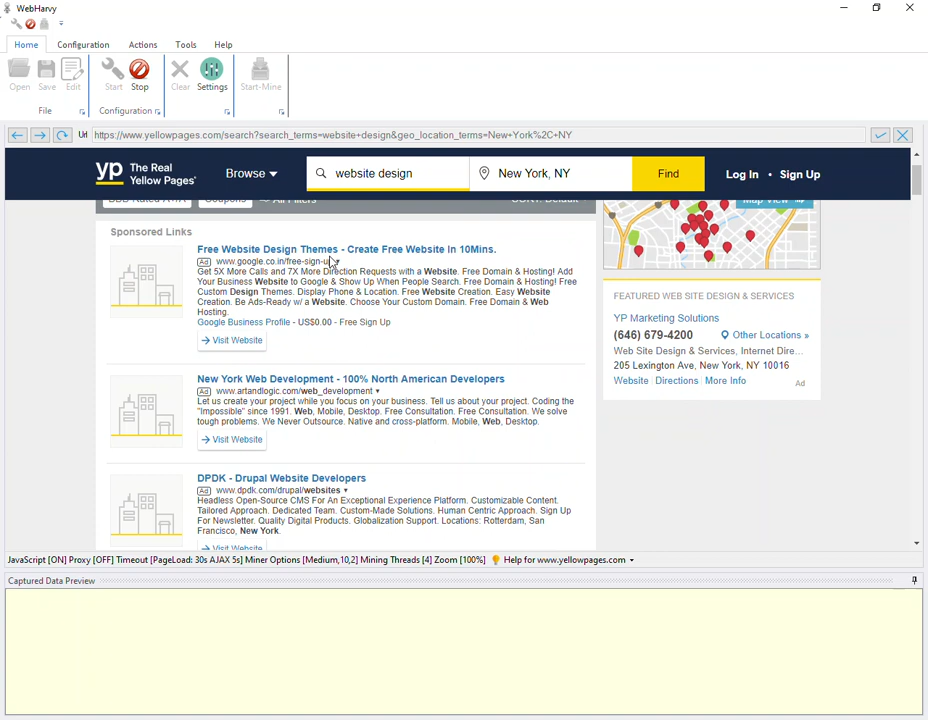 WebHarvy
Home Configuration Actions Tools Help
Open Save Edit Start Stop Clear Settings Start-Mine
File Configuration
Url https://www.yellowpages.com/search?search_terms=website+design&geo_location_terms=New+York%2C+NY
yp The Real Yellow Pages® Browse website design New York, NY Find Log In • Sign Up
Map View
Sponsored Links
Free Website Design Themes - Create Free Website In 10Mins.
Ad www.google.co.in/free-sign-up
Get 5X More Calls and 7X More Direction Requests with a Website. Free Domain & Hosting! Add
Your Business Website to Google & Show Up When People Search. Free Domain & Hosting! Free
Custom Design Themes. Display Phone & Location. Free Website Creation. Easy Website
Creation. Be Ads-Ready w/ a Website. Choose Your Custom Domain. Free Domain & Web
Hosting.
Google Business Profile - US$0.00 - Free Sign Up
Visit Website
New York Web Development - 100% North American Developers
Ad www.artandlogic.com/web_development
Let us create your project while you focus on your business. Tell us about your project. Coding the
"Impossible" since 1991. Web, Mobile, Desktop. Free Consultation. Free Consultation. We solve
tough problems. We Never Outsource. Native and cross-platform. Mobile, Web, Desktop.
Visit Website
DPDK - Drupal Website Developers
Ad www.dpdk.com/drupal/websites
Headless Open-Source CMS For An Exceptional Experience Platform. Customizable Content.
Tailored Approach. Dedicated Team. Custom-Made Solutions. Human Centric Approach. Sign Up
For Newsletter. Quality Digital Products. Globalization Support. Locations: Rotterdam, San
Francisco, New York.
Visit Website
FEATURED WEB SITE DESIGN & SERVICES
YP Marketing Solutions
(646) 679-4200 Other Locations »
Web Site Design & Services, Internet Dire...
205 Lexington Ave, New York, NY 10016
Website Directions More Info Ad
JavaScript [ON] Proxy [OFF] Timeout [PageLoad: 30s AJAX 5s] Miner Options [Medium,10,2] Mining Threads [4] Zoom [100%] Help for www.yellowpages.com
Captured Data Preview